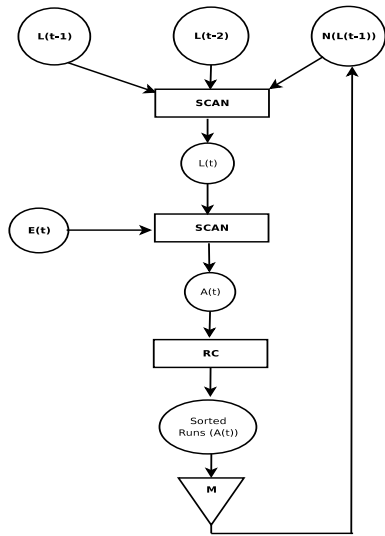 L(t-1)
L(t-2)
N(L(t-1))
SCAN
L(t)
E(t)
SCAN
A(t)
RC
Sorted
Runs (A(t))
M